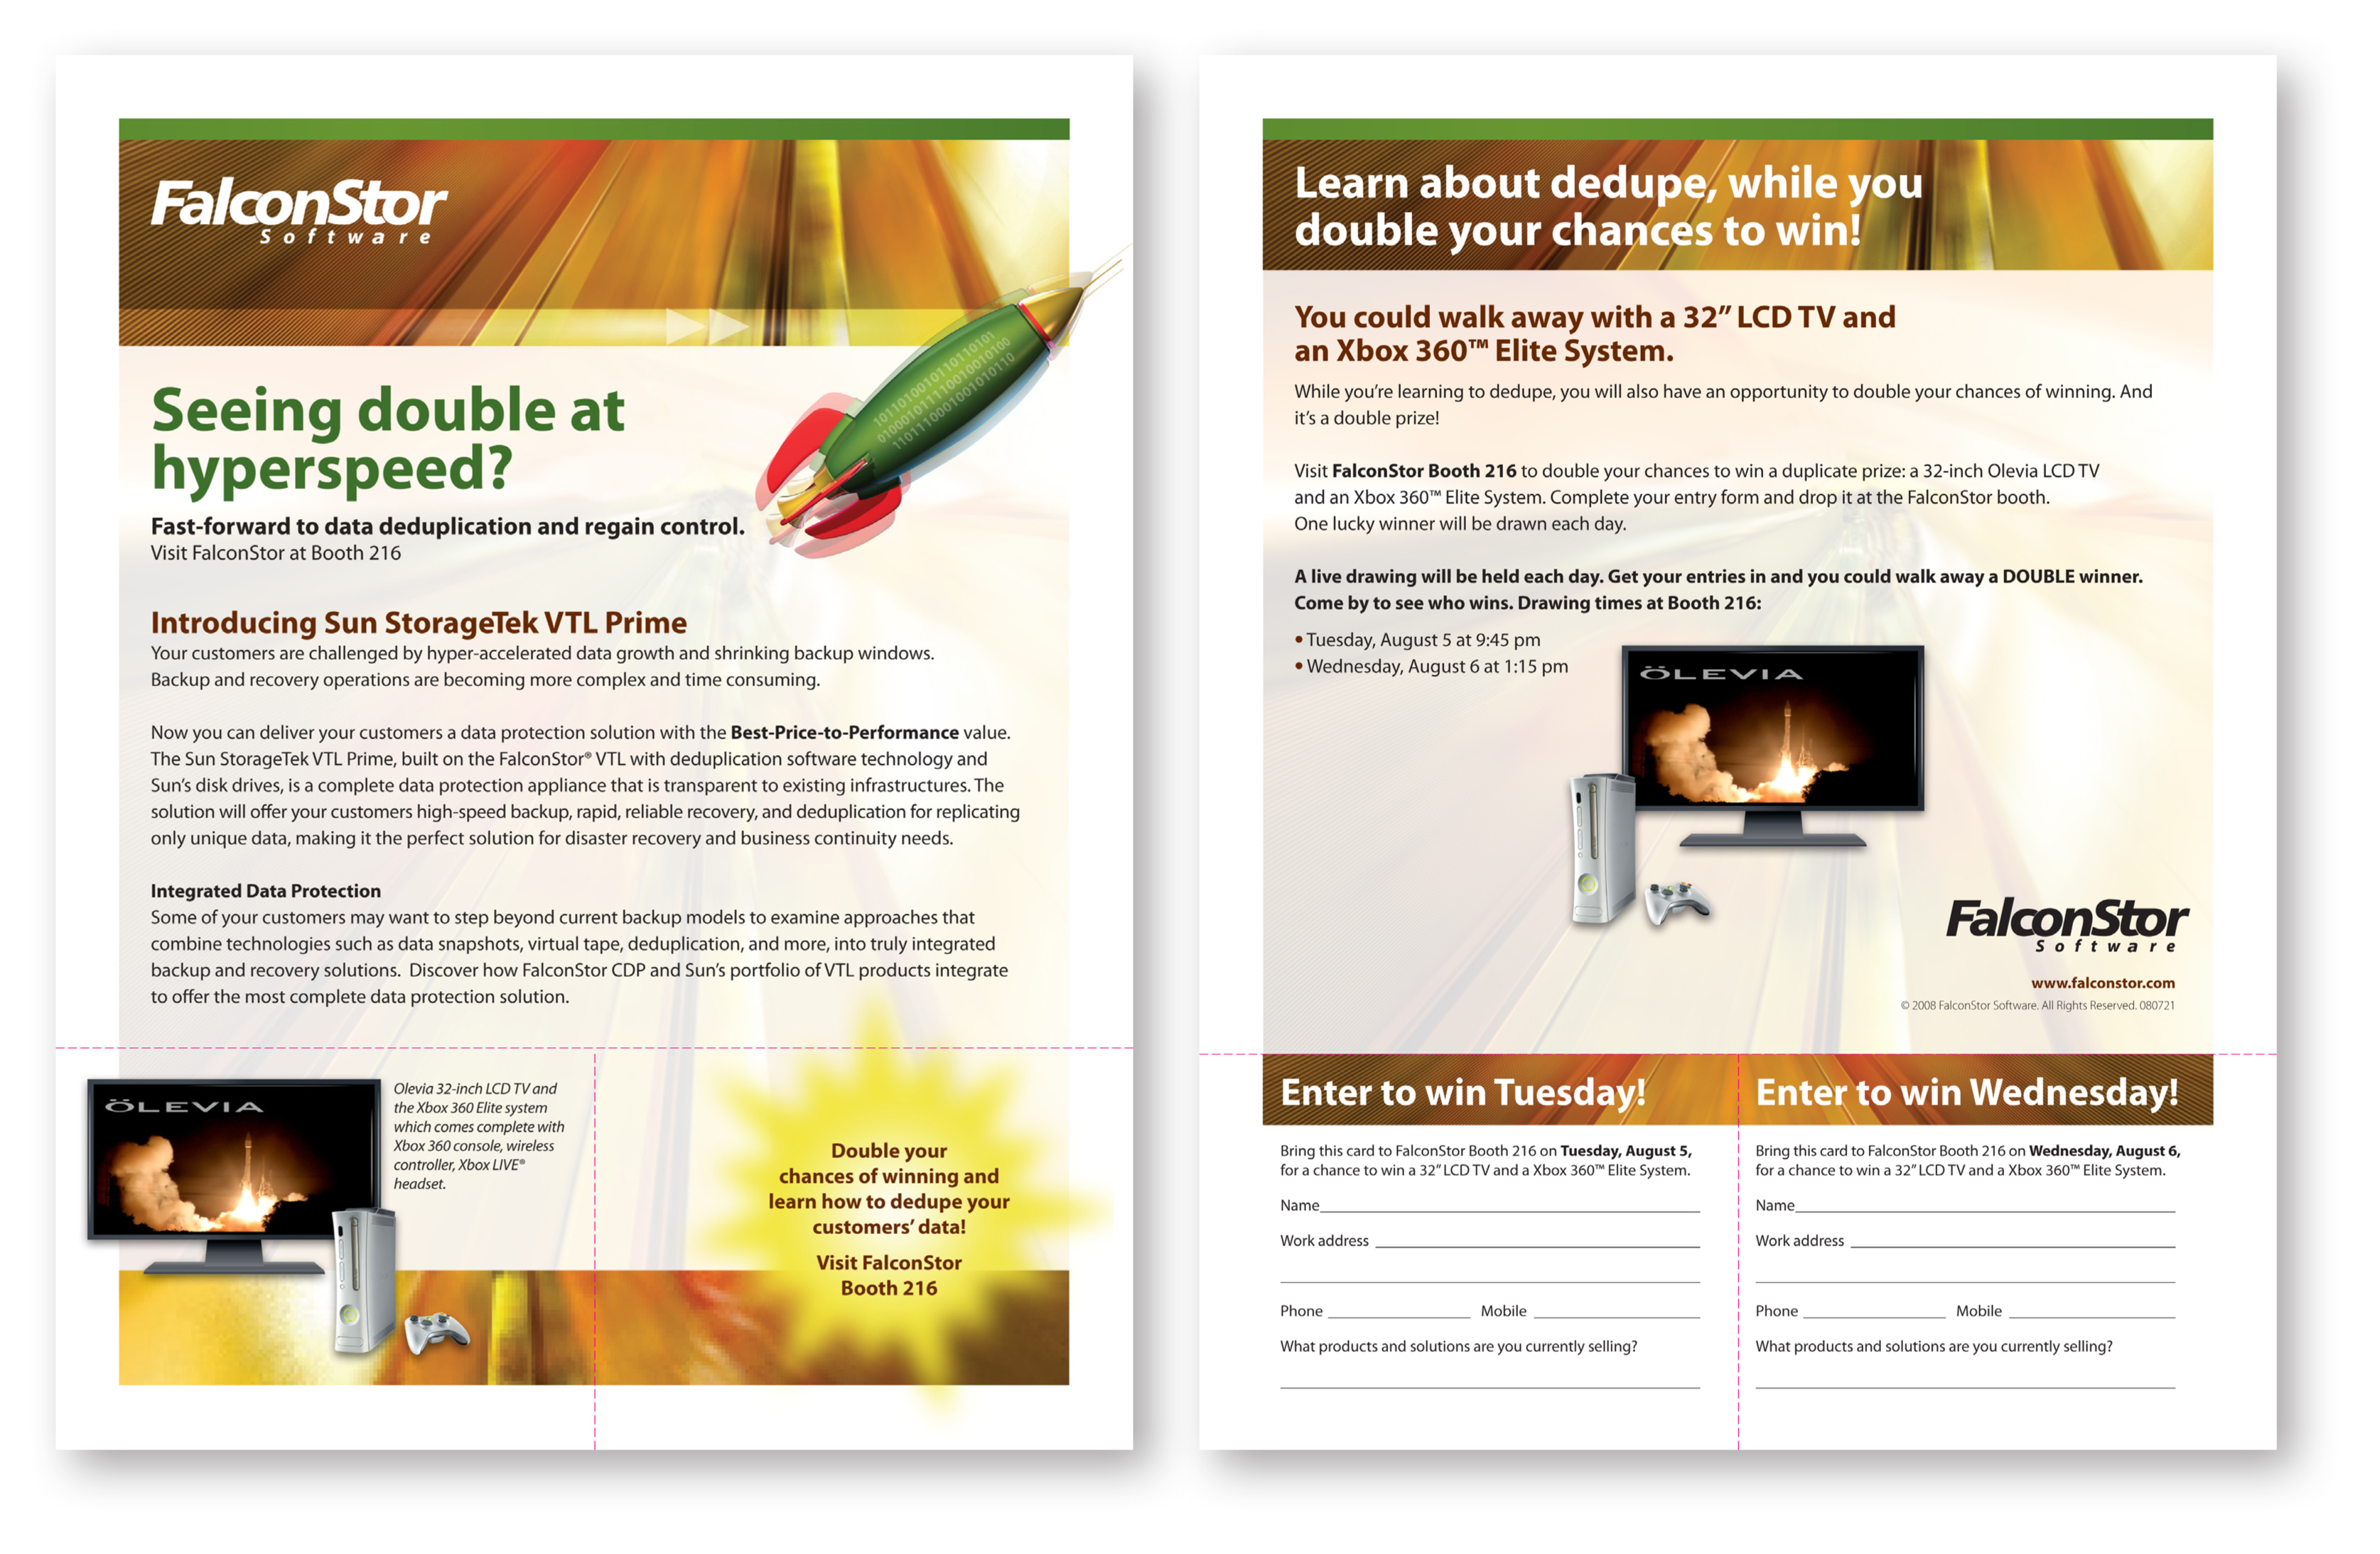 FalconStor
Software
Seeing double at
hyperspeed?
Fast-forward to data deduplication and regain control.
Visit FalconStor at Booth 216
1011010010110110101
0100010111100100010100
1101110001001010110
Introducing Sun StorageTek VTL Prime
Your customers are challenged by hyper-accelerated data growth and shrinking backup windows.
Backup and recovery operations are becoming more complex and time consuming.
Now you can deliver your customers a data protection solution with the Best-Price-to-Performance value.
The Sun StorageTek VTL Prime, built on the FalconStor® VTL with deduplication software technology and
Sun’s disk drives, is a complete data protection appliance that is transparent to existing infrastructures. The
solution will offer your customers high-speed backup, rapid, reliable recovery, and deduplication for replicating
only unique data, making it the perfect solution for disaster recovery and business continuity needs.
Integrated Data Protection
Some of your customers may want to step beyond current backup models to examine approaches that
combine technologies such as data snapshots, virtual tape, deduplication, and more, into truly integrated
backup and recovery solutions. Discover how FalconStor CDP and Sun’s portfolio of VTL products integrate
to offer the most complete data protection solution.
ÖLEVIA
Olevia 32-inch LCD TV and
the Xbox 360 Elite system
which comes complete with
Xbox 360 console, wireless
controller, Xbox LIVE®
headset.
Double your
chances of winning and
learn how to dedupe your
customers’ data!
Visit FalconStor
Booth 216
Learn about dedupe, while you
double your chances to win!
You could walk away with a 32” LCD TV and
an Xbox 360™ Elite System.
While you’re learning to dedupe, you will also have an opportunity to double your chances of winning. And
it’s a double prize!
Visit FalconStor Booth 216 to double your chances to win a duplicate prize: a 32-inch Olevia LCD TV
and an Xbox 360™ Elite System. Complete your entry form and drop it at the FalconStor booth.
One lucky winner will be drawn each day.
A live drawing will be held each day. Get your entries in and you could walk away a DOUBLE winner.
Come by to see who wins. Drawing times at Booth 216:
• Tuesday, August 5 at 9:45 pm
• Wednesday, August 6 at 1:15 pm
ÖLEVIA
FalconStor
Software
www.falconstor.com
© 2008 FalconStor Software. All Rights Reserved. 080721
Enter to win Tuesday!
Bring this card to FalconStor Booth 216 on Tuesday, August 5,
for a chance to win a 32” LCD TV and a Xbox 360™ Elite System.
Name
Work address
Phone Mobile
What products and solutions are you currently selling?
Enter to win Wednesday!
Bring this card to FalconStor Booth 216 on Wednesday, August 6,
for a chance to win a 32” LCD TV and a Xbox 360™ Elite System.
Name
Work address
Phone Mobile
What products and solutions are you currently selling?